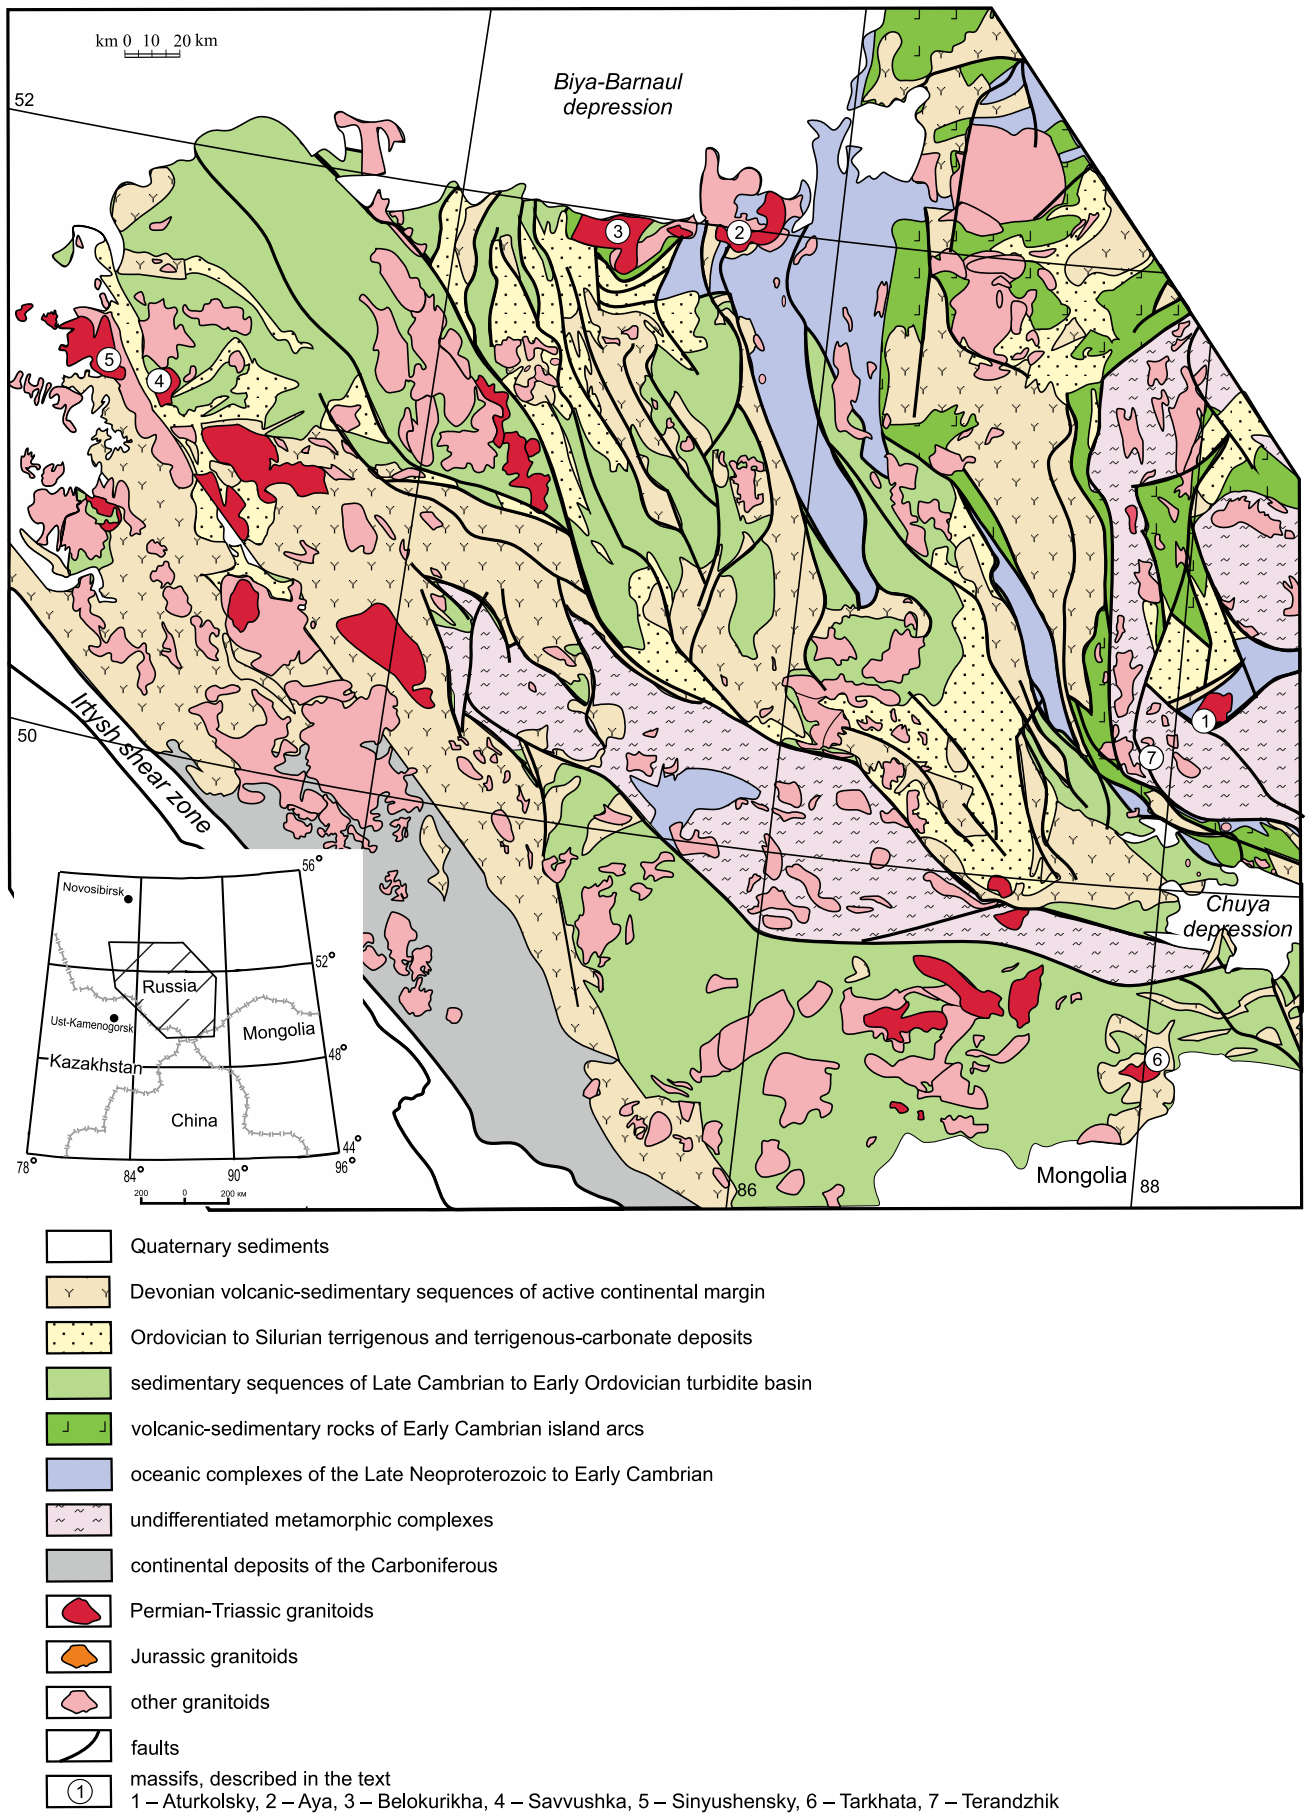 km 0 10 20 km
Biya-Barnaul
depression
52
3
2
5
4
50
Irtysh shear zone
1
7
Chuya
depression
6
Mongolia
86
88
56°
Novosibirsk
52°
Russia
Ust-Kamenogorsk
Mongolia
48°
Kazakhstan
China
44°
78°
84°
90°
96°
200 0 200 км
Quaternary sediments
Devonian volcanic-sedimentary sequences of active continental margin
Ordovician to Silurian terrigenous and terrigenous-carbonate deposits
sedimentary sequences of Late Cambrian to Early Ordovician turbidite basin
volcanic-sedimentary rocks of Early Cambrian island arcs
oceanic complexes of the Late Neoproterozoic to Early Cambrian
undifferentiated metamorphic complexes
continental deposits of the Carboniferous
Permian-Triassic granitoids
Jurassic granitoids
other granitoids
faults
1
massifs, described in the text
1 – Aturkolsky, 2 – Aya, 3 – Belokurikha, 4 – Savvushka, 5 – Sinyushensky, 6 – Tarkhata, 7 – Terandzhik